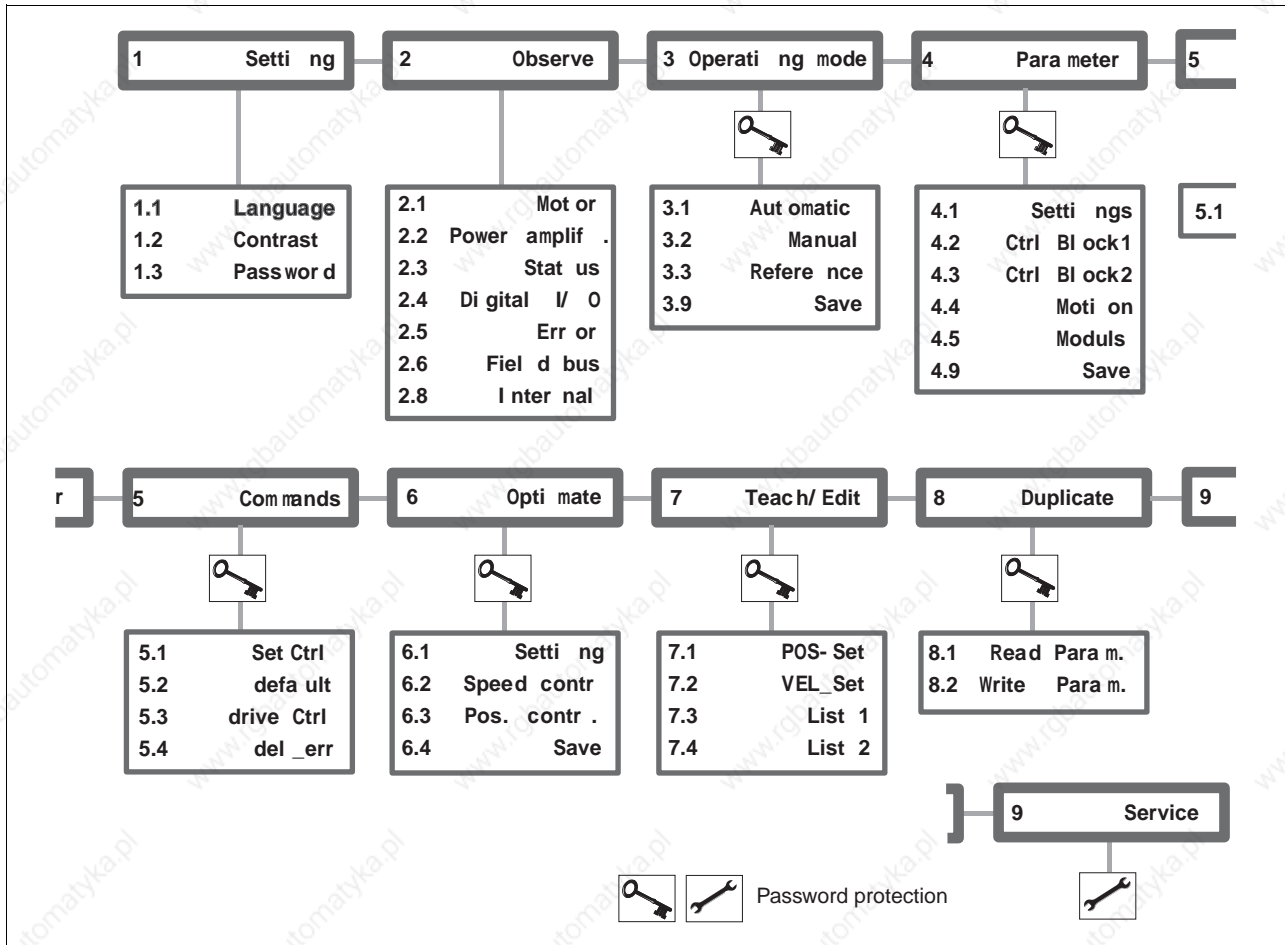 1 Setting
2 Observe
3 Operating mode
4 Parameter
5
1.1 Language
1.2 Contrast
1.3 Password
2.1 Motor
2.2 Power amplif.
2.3 Status
2.4 Digital I/O
2.5 Error
2.6 Field bus
2.8 Internal
3.1 Automatic
3.2 Manual
3.3 Reference
3.9 Save
4.1 Settings
4.2 Ctrl Block1
4.3 Ctrl Block2
4.4 Motion
4.5 Moduls
4.9 Save
5.1
r
5 Commands
6 Optimate
7 Teach/Edit
8 Duplicate
9
5.1 Set Ctrl
5.2 default
5.3 drive Ctrl
5.4 del_err
6.1 Setting
6.2 Speed contr
6.3 Pos. contr.
6.4 Save
7.1 POS-Set
7.2 VEL_Set
7.3 List 1
7.4 List 2
8.1 Read Param.
8.2 Write Param.
9 Service
Password protection
www.rgbautomatyka.pl